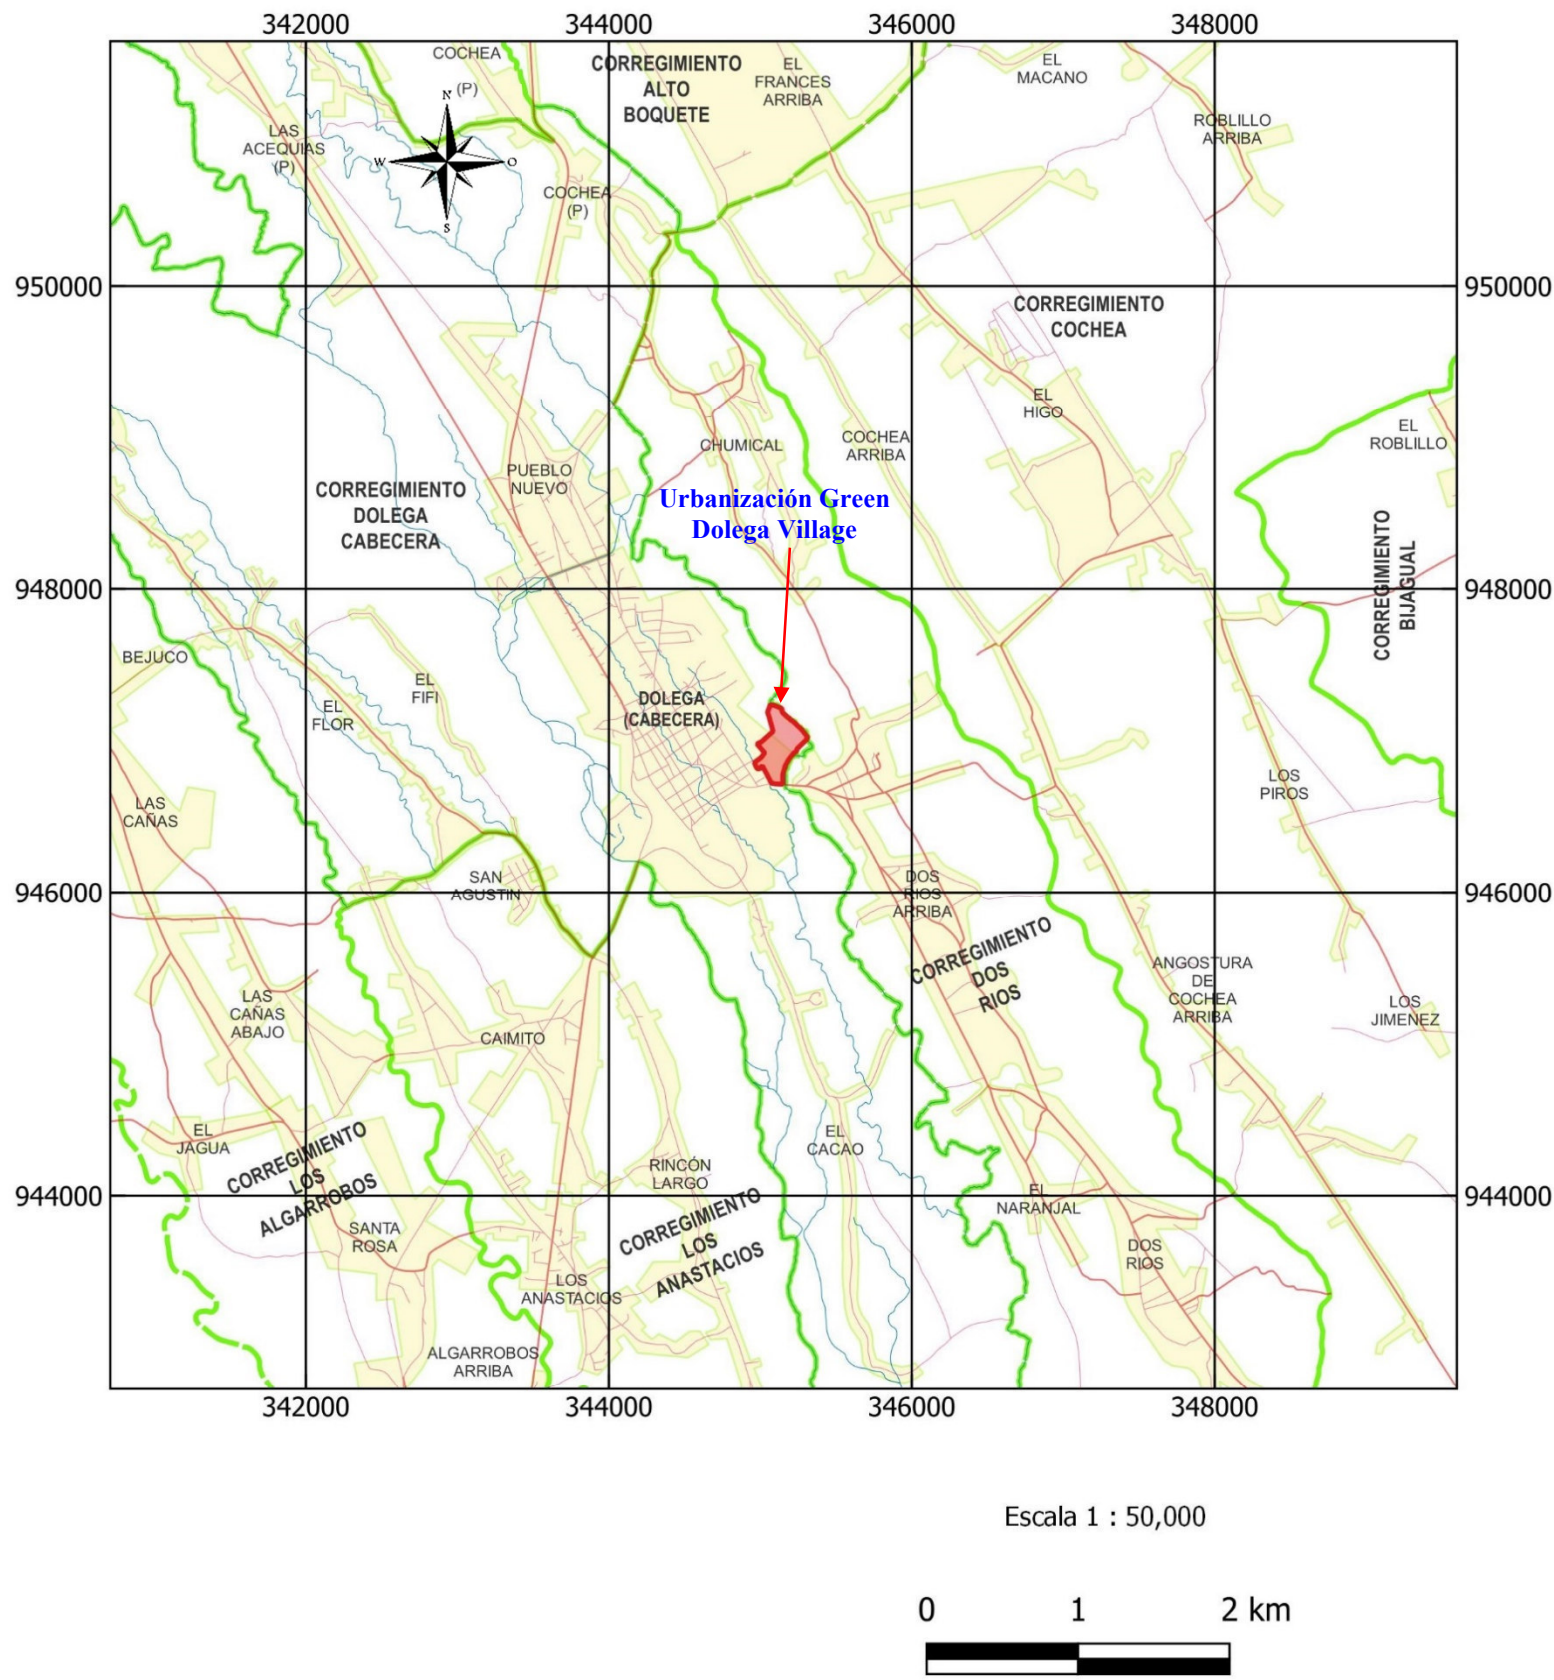 342000
344000
346000
348000
COCHEA
(P)
CORREGIMIENTO
ALTO
BOQUETE
EL
FRANCES
ARRIBA
EL
MACANO
ROBLILLO
ARRIBA
LAS
ACEQUIAS
(P)
N
W
O
S
COCHEA
(P)
950000
950000
CORREGIMIENTO
COCHEA
EL
HIGO
EL
ROBLILLO
CHUMICAL
COCHEA
ARRIBA
PUEBLO
NUEVO
CORREGIMIENTO
DOLEGA
CABECERA
Urbanización Green
Dolega Village
CORREGIMIENTO
BIJAGUAL
948000
948000
BEJUCO
EL
FIFI
EL
FLOR
DOLEGA
(CABECERA)
LOS
PIROS
LAS
CAÑAS
SAN
AGUSTIN
DOS
RIOS
ARRIBA
946000
946000
CORREGIMIENTO
DOS
RIOS
ANGOSTURA
DE
COCHEA
ARRIBA
LAS
CAÑAS
ABAJO
CAIMITO
LOS
JIMENEZ
EL
JAGUA
EL
CACAO
CORREGIMIENTO
LOS
ALGARROBOS
RINCÓN
LARGO
944000
944000
EL
NARANJAL
CORREGIMIENTO
LOS
ANASTACIOS
SANTA
ROSA
DOS
RIOS
LOS
ANASTACIOS
ALGARROBOS
ARRIBA
342000
344000
346000
348000
Escala 1 : 50,000
0 1 2 km